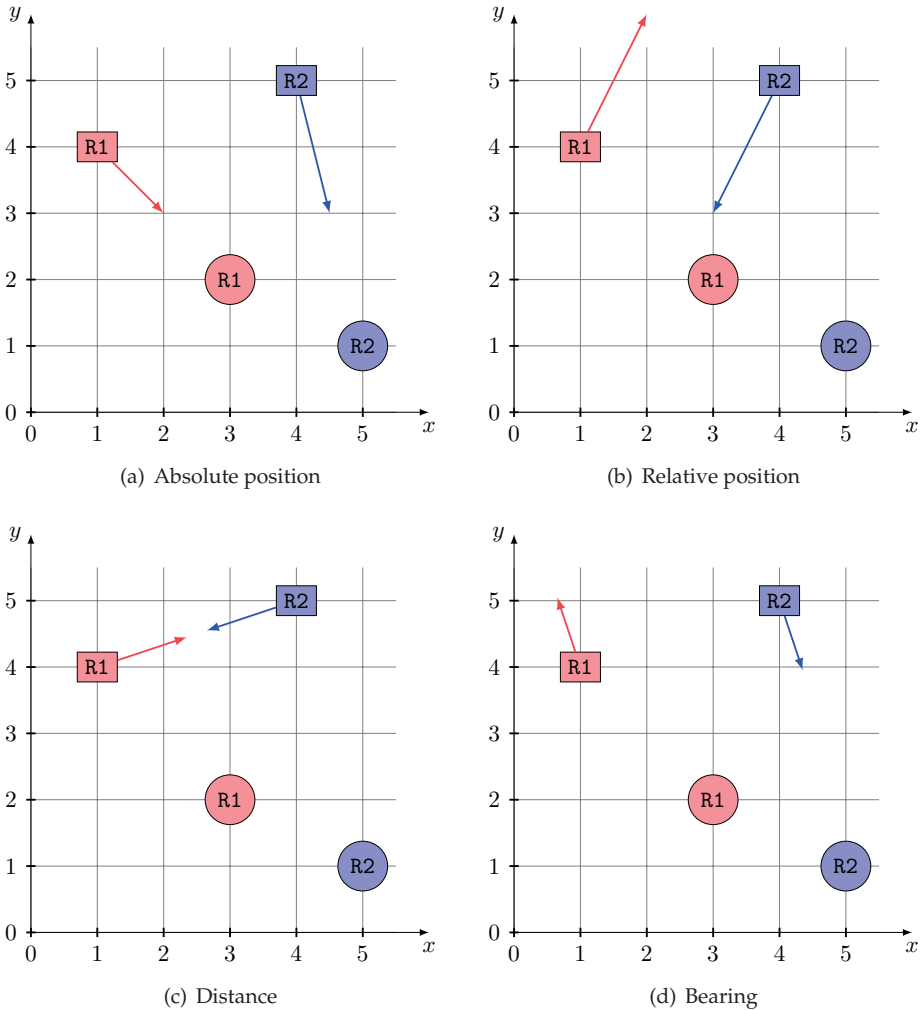 y
5
4
3
2
1
0
0 1 2 3 4 5 x
R2
R1
R1
R2
(a) Absolute position
y
5
4
3
2
1
0
0 1 2 3 4 5 x
R2
R1
R1
R2
(b) Relative position
y
5
4
3
2
1
0
0 1 2 3 4 5 x
R2
R1
R1
R2
(c) Distance
y
5
4
3
2
1
0
0 1 2 3 4 5 x
R2
R1
R1
R2
(d) Bearing